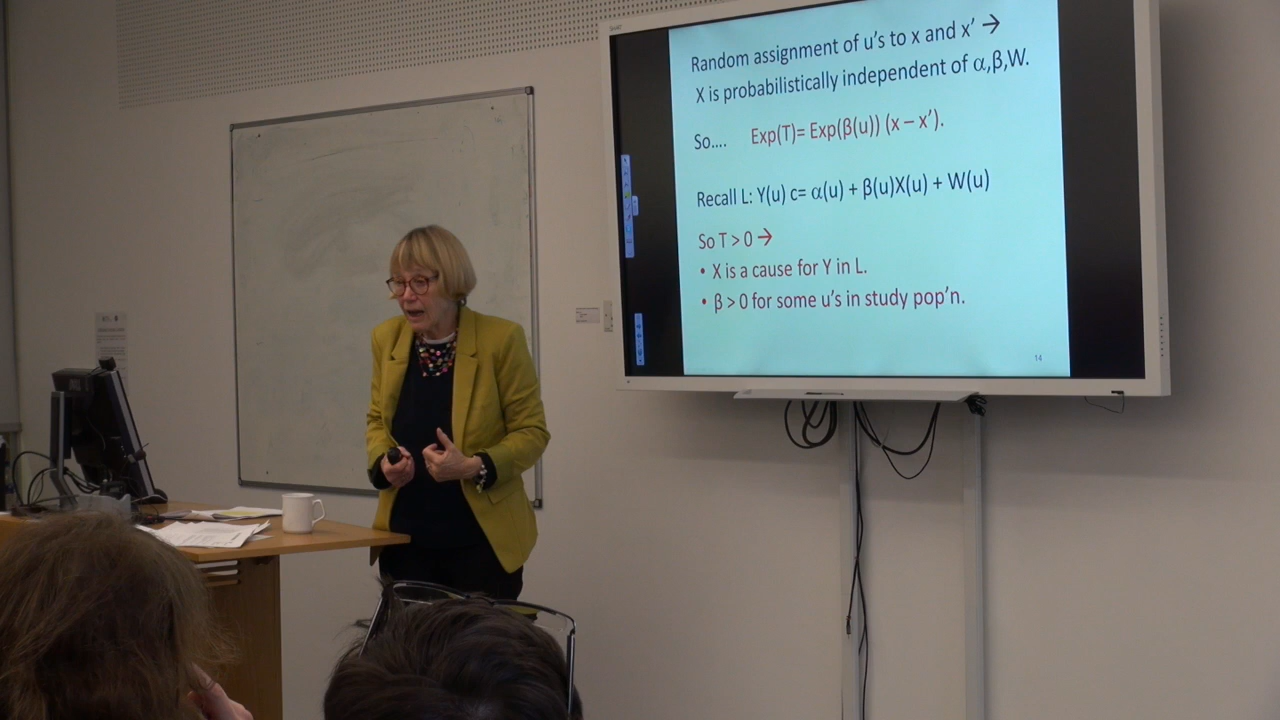 Random assignment of u's to x and x' →
X is probabilistically independent of α,β,W.
So.... Exp(T)= Exp(β(u)) (x – x').
Recall L: Y(u) c= α(u) + β(u)X(u) + W(u)
So T > 0 →
• X is a cause for Y in L.
• β > 0 for some u's in study pop'n.
14